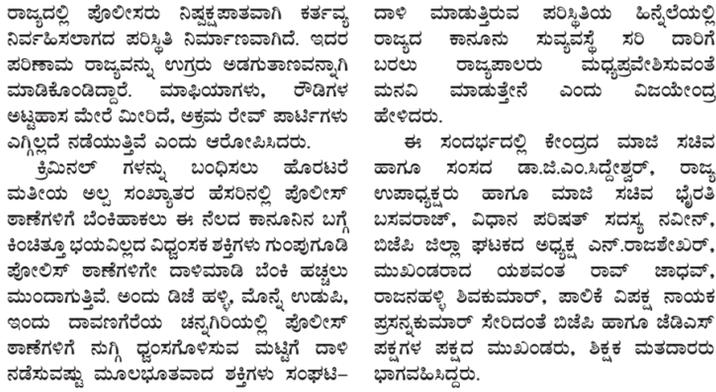 ರಾಜ್ಯದಲ್ಲಿ ಪೊಲೀಸರು ನಿಷ್ಪಕ್ಷಪಾತವಾಗಿ ಕರ್ತವ್ಯ
ನಿರ್ವಹಿಸಲಾಗದ ಪರಿಸ್ಥಿತಿ ನಿರ್ಮಾಣವಾಗಿದೆ. ಇದರ
ಪರಿಣಾಮ ರಾಜ್ಯವನ್ನು ಉಗ್ರರು ಅಡಗುತಾಣವನ್ನಾಗಿ
ಮಾಡಿಕೊಂಡಿದ್ದಾರೆ. ಮಾಫಿಯಾಗಳು, ರೌಡಿಗಳ
ಅಟ್ಟಹಾಸ ಮೇರೆ ಮೀರಿದೆ, ಅಕ್ರಮ ರೇವ್ ಪಾರ್ಟಿಗಳು
ಎಗ್ಗಿಲ್ಲದೆ ನಡೆಯುತ್ತಿವೆ ಎಂದು ಆರೋಪಿಸಿದರು.
ಕ್ರಿಮಿನಲ್ ಗಳನ್ನು ಬಂಧಿಸಲು ಹೊರಟರೆ
ಮತೀಯ ಅಲ್ಪ ಸಂಖ್ಯಾತರ ಹೆಸರಿನಲ್ಲಿ ಪೊಲೀಸ್
ಠಾಣೆಗಳಿಗೆ ಬೆಂಕಿಹಾಕಲು ಈ ನೆಲದ ಕಾನೂನಿನ ಬಗ್ಗೆ
ಕಿಂಚಿತ್ತೂ ಭಯವಿಲ್ಲದ ವಿಧ್ವಂಸಕ ಶಕ್ತಿಗಳು ಗುಂಪುಗೂಡಿ
ಪೋಲಿಸ್ ಠಾಣೆಗಳಿಗೇ ದಾಳಿಮಾಡಿ ಬೆಂಕಿ ಹಚ್ಚಲು
ಮುಂದಾಗುತ್ತಿವೆ. ಅಂದು ಡಿಜೆ ಹಳ್ಳಿ, ಮೊನ್ನೆ ಉಡುಪಿ,
ಇಂದು ದಾವಣಗೆರೆಯ ಚನ್ನಗಿರಿಯಲ್ಲಿ ಪೊಲೀಸ್
ಠಾಣೆಗಳಿಗೆ ನುಗ್ಗಿ ಧ್ವಂಸಗೊಳಿಸುವ ಮಟ್ಟಿಗೆ ದಾಳಿ
ನಡೆಸುವಷ್ಟು ಮೂಲಭೂತವಾದ ಶಕ್ತಿಗಳು ಸಂಘಟಿ-
ದಾಳಿ ಮಾಡುತ್ತಿರುವ ಪರಿಸ್ಥಿತಿಯ ಹಿನ್ನೆಲೆಯಲ್ಲಿ
ರಾಜ್ಯದ ಕಾನೂನು ಸುವ್ಯವಸ್ಥೆ ಸರಿ ದಾರಿಗೆ
ಬರಲು ರಾಜ್ಯಪಾಲರು ಮಧ್ಯಪ್ರವೇಶಿಸುವಂತೆ
ಮನವಿ ಮಾಡುತ್ತೇನೆ ಎಂದು ವಿಜಯೇಂದ್ರ
ಹೇಳಿದರು.
ಈ ಸಂದರ್ಭದಲ್ಲಿ ಕೇಂದ್ರದ ಮಾಜಿ ಸಚಿವ
ಹಾಗೂ ಸಂಸದ ಡಾ.ಜಿ.ಎಂ.ಸಿದ್ದೇಶ್ವರ್, ರಾಜ್ಯ
ಉಪಾಧ್ಯಕ್ಷರು ಹಾಗೂ ಮಾಜಿ ಸಚಿವ ಭೈರತಿ
ಬಸವರಾಜ್, ವಿಧಾನ ಪರಿಷತ್ ಸದಸ್ಯ ನವೀನ್,
ಬಿಜೆಪಿ ಜಿಲ್ಲಾ ಘಟಕದ ಅಧ್ಯಕ್ಷ ಎನ್.ರಾಜಶೇಖರ್,
ಮುಖಂಡರಾದ ಯಶವಂತ ರಾವ್ ಜಾಧವ್,
ರಾಜನಹಳ್ಳಿ ಶಿವಕುಮಾರ್, ಪಾಲಿಕೆ ವಿಪಕ್ಷ ನಾಯಕ
ಪ್ರಸನ್ನಕುಮಾರ್ ಸೇರಿದಂತೆ ಬಿಜೆಪಿ ಹಾಗೂ ಜೆಡಿಎಸ್
ಪಕ್ಷಗಳ ಪಕ್ಷದ ಮುಖಂಡರು, ಶಿಕ್ಷಕ ಮತದಾರರು
ಭಾಗವಹಿಸಿದ್ದರು.